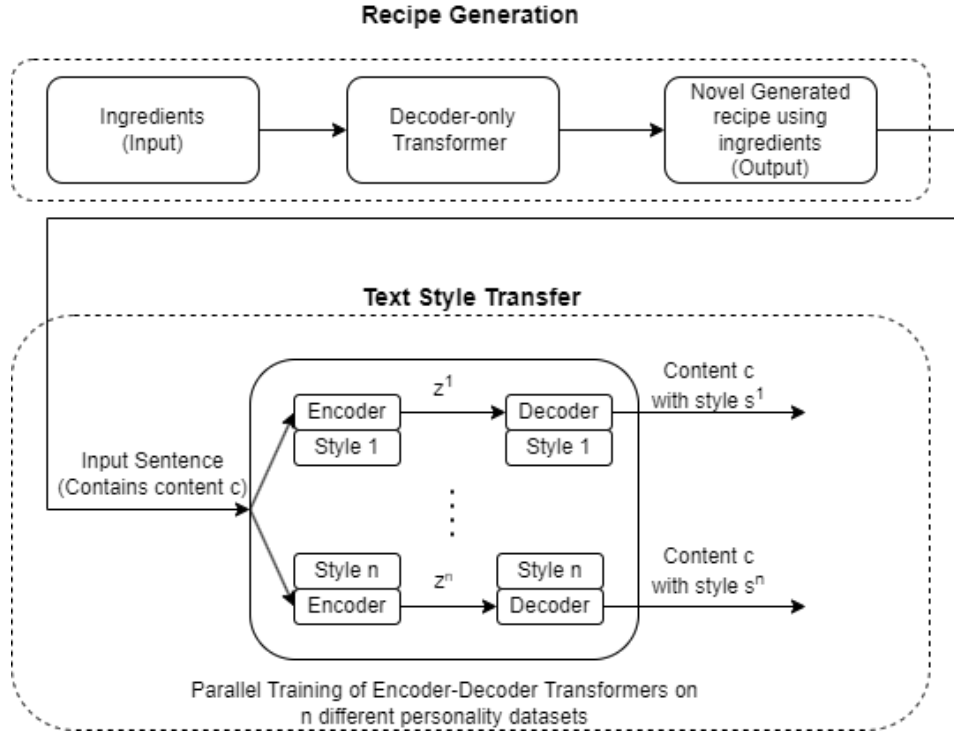 Recipe Generation
Ingredients
(Input)
Decoder-only
Transformer
Novel Generated
recipe using
ingredients
(Output)
Text Style Transfer
Input Sentence
(Contains content c)
Encoder
Style 1
z¹
Decoder
Style 1
Content c
with style s¹
Style n
Encoder
zⁿ
Style n
Decoder
Content c
with style sⁿ
Parallel Training of Encoder-Decoder Transformers on
n different personality datasets